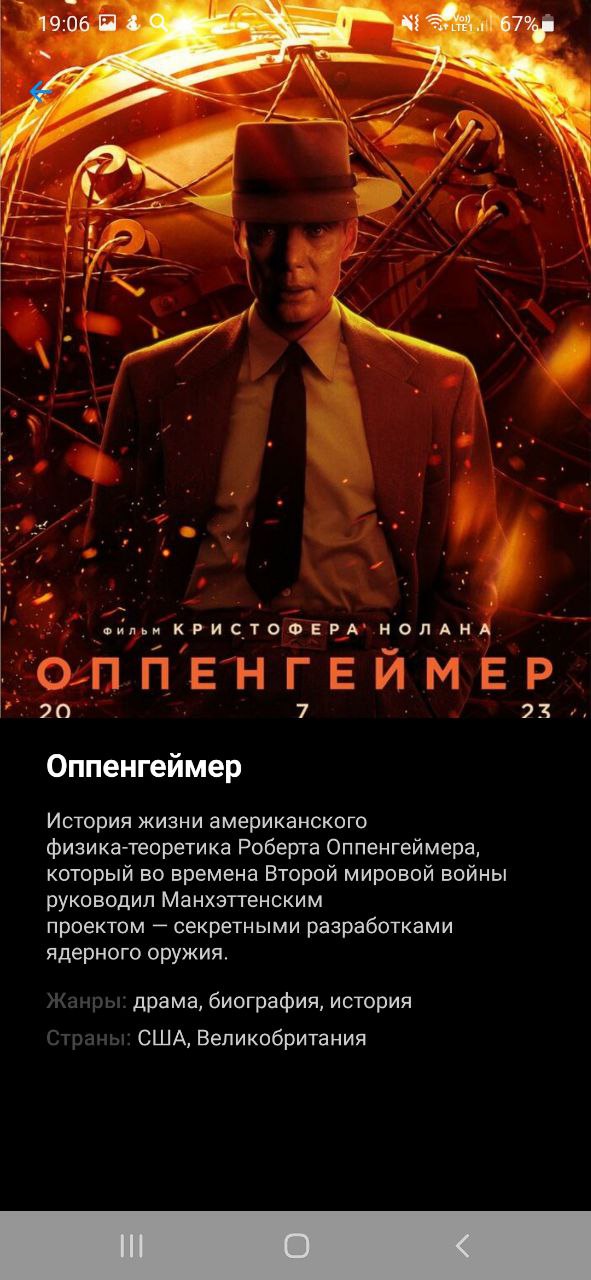 19:06 Vo)) LTE1 67%
ФИЛЬМ КРИСТОФЕРА НОЛАНА
ОППЕНГЕЙМЕР
20 7 23
Оппенгеймер
История жизни американского
физика-теоретика Роберта Оппенгеймера,
который во времена Второй мировой войны
руководил Манхэттенским
проектом — секретными разработками
ядерного оружия.
Жанры: драма, биография, история
Страны: США, Великобритания